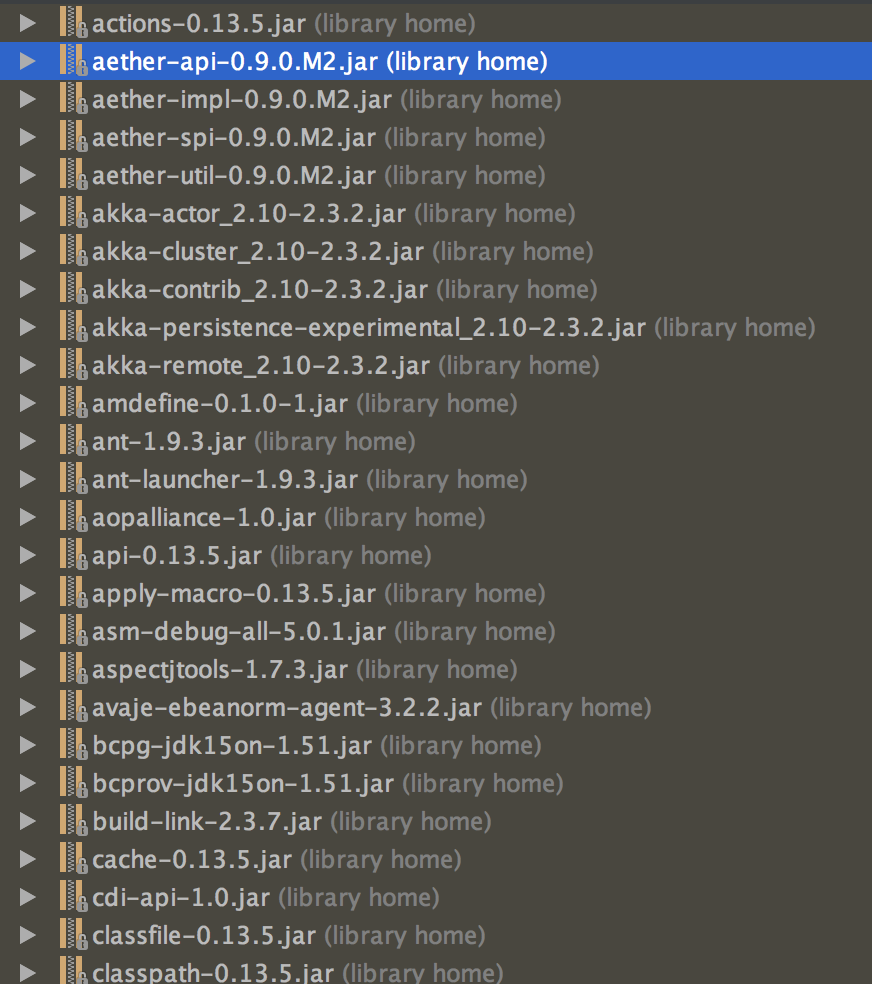 actions-0.13.5.jar (library home)
aether-api-0.9.0.M2.jar (library home)
aether-impl-0.9.0.M2.jar (library home)
aether-spi-0.9.0.M2.jar (library home)
aether-util-0.9.0.M2.jar (library home)
akka-actor_2.10-2.3.2.jar (library home)
akka-cluster_2.10-2.3.2.jar (library home)
akka-contrib_2.10-2.3.2.jar (library home)
akka-persistence-experimental_2.10-2.3.2.jar (library home)
akka-remote_2.10-2.3.2.jar (library home)
amdefine-0.1.0-1.jar (library home)
ant-1.9.3.jar (library home)
ant-launcher-1.9.3.jar (library home)
aopalliance-1.0.jar (library home)
api-0.13.5.jar (library home)
apply-macro-0.13.5.jar (library home)
asm-debug-all-5.0.1.jar (library home)
aspectjtools-1.7.3.jar (library home)
avaje-ebeanorm-agent-3.2.2.jar (library home)
bcpg-jdk15on-1.51.jar (library home)
bcprov-jdk15on-1.51.jar (library home)
build-link-2.3.7.jar (library home)
cache-0.13.5.jar (library home)
cdi-api-1.0.jar (library home)
classfile-0.13.5.jar (library home)
classpath-0.13.5.jar (library home)